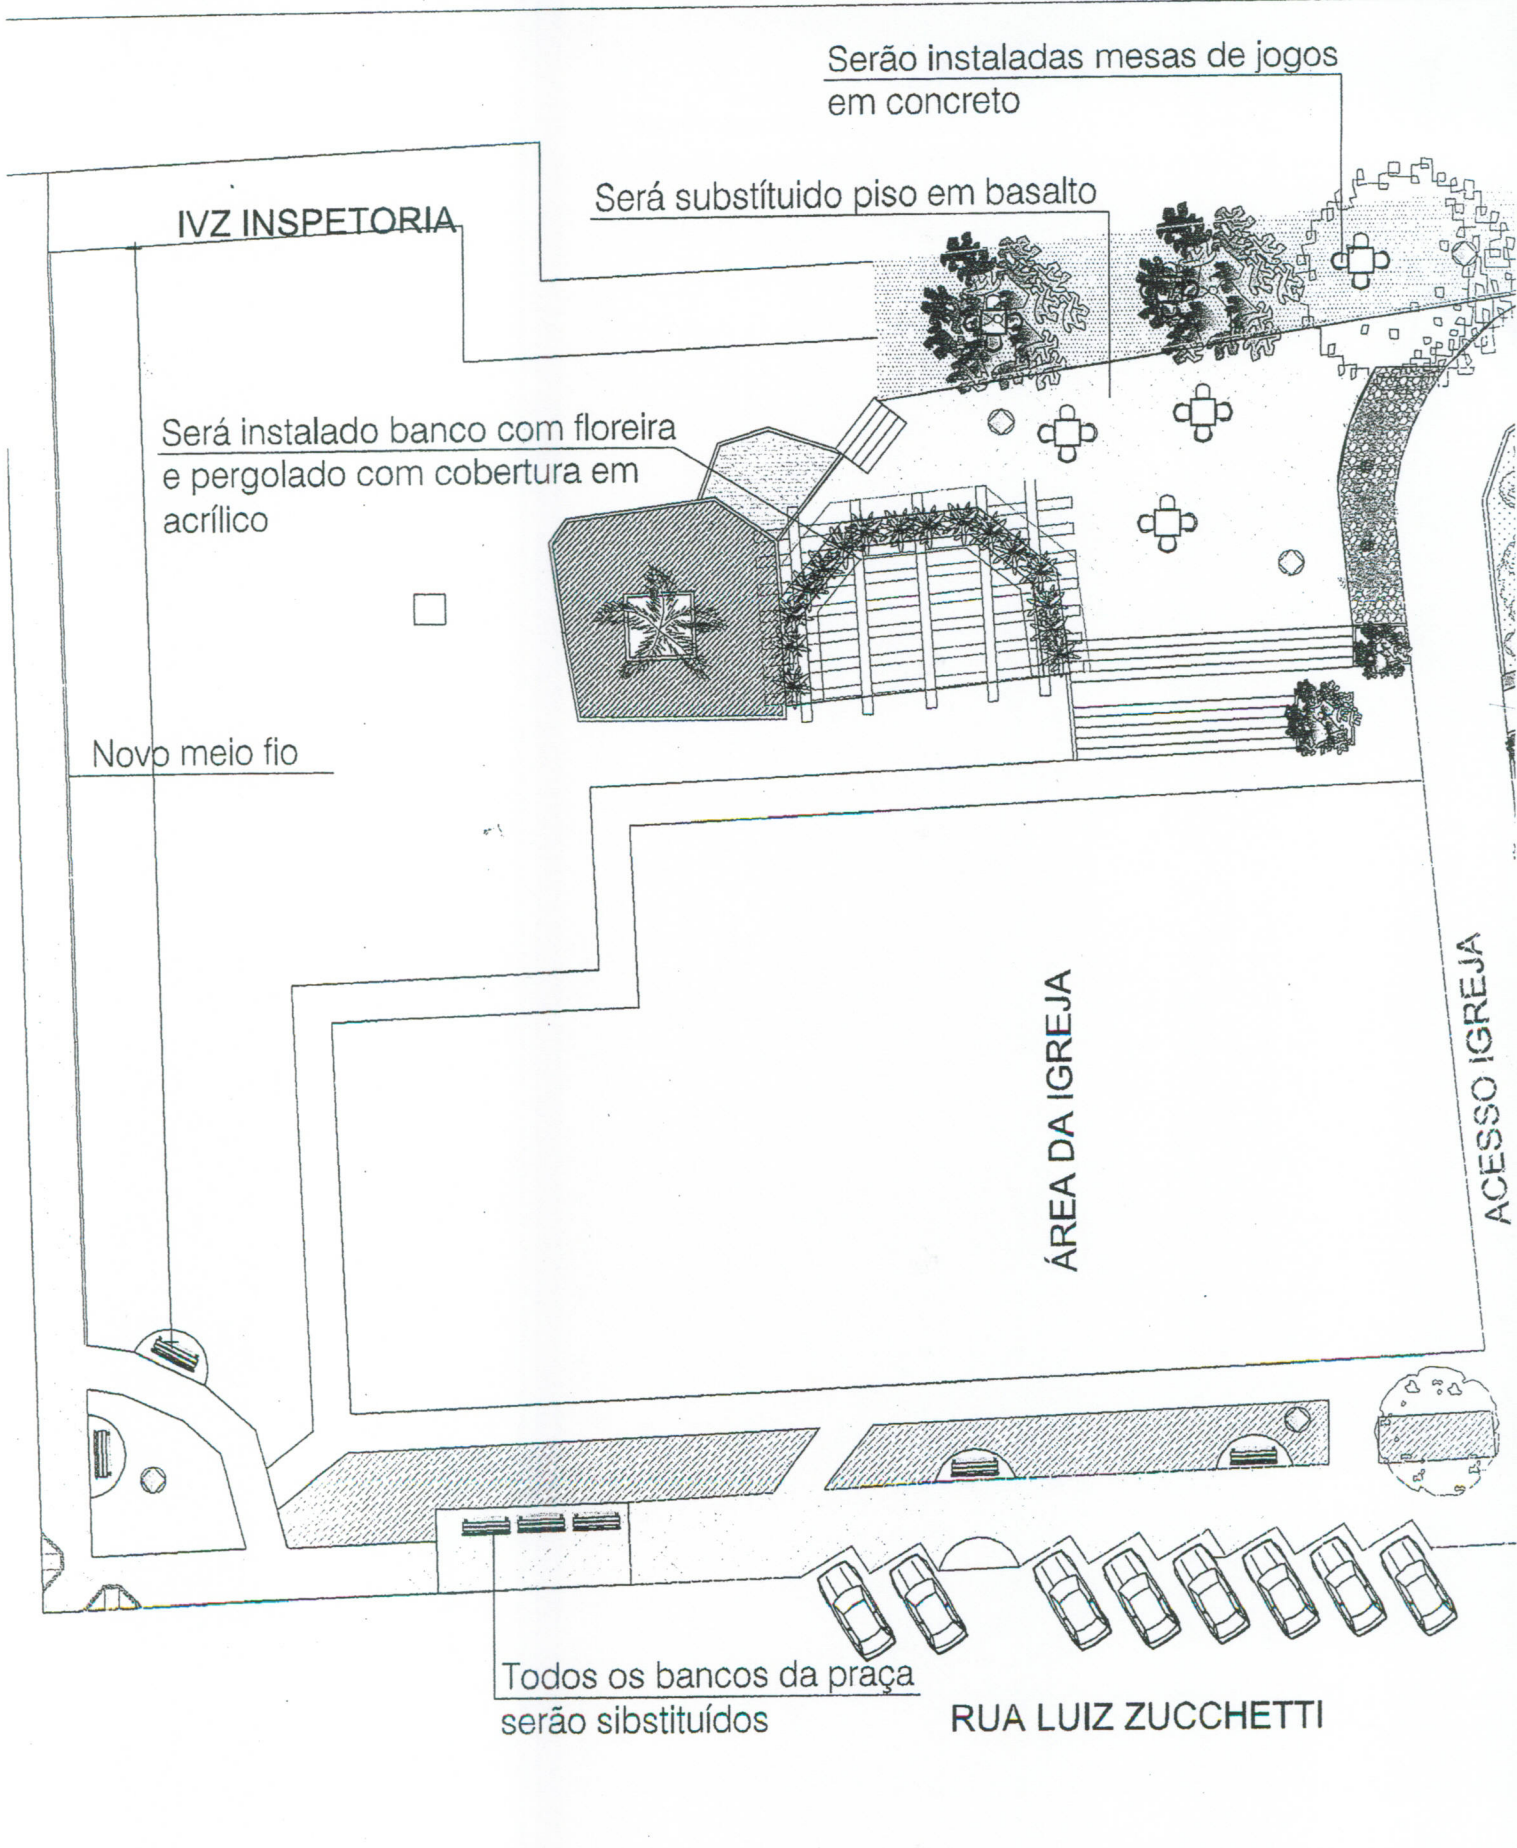 Serão instaladas mesas de jogos
em concreto
Será substítuido piso em basalto
IVZ INSPETORIA
Será instalado banco com floreira
e pergolado com cobertura em
acrílico
Novo meio fio
ÁREA DA IGREJA
ACESSO IGREJA
Todos os bancos da praça
serão sibstituídos
RUA LUIZ ZUCCHETTI